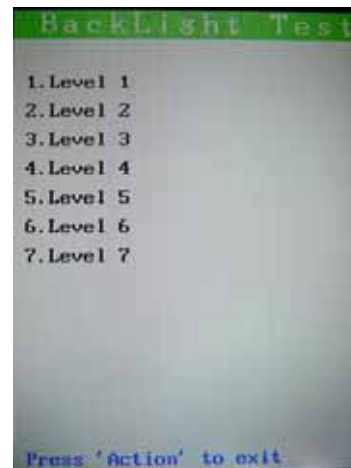 BackLight Test
1.Level 1
2.Level 2
3.Level 3
4.Level 4
5.Level 5
6.Level 6
7.Level 7
Press 'Action' to exit